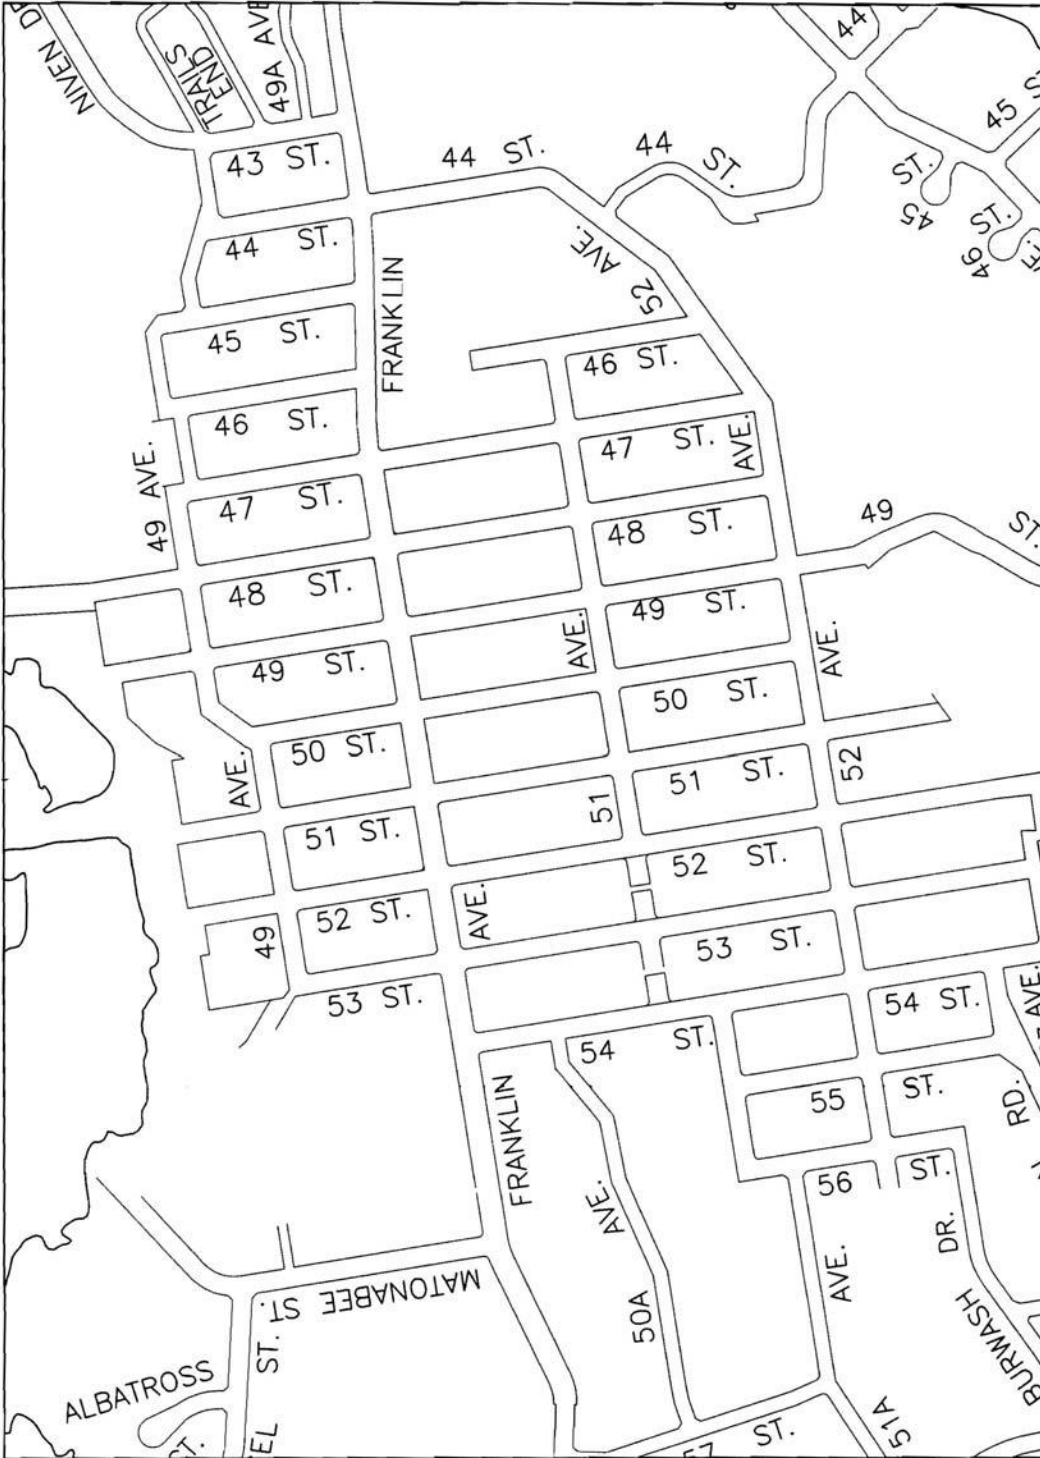 NIVEN
TRAILS
END
49A AVE
43 ST.
44 ST.
44 ST.
44
45
45 ST.
46 ST.
44 ST.
FRANKLIN
AVE.
52
45 ST.
46 ST.
46 ST.
47 ST.
AVE.
49 AVE.
47 ST.
48 ST.
49 ST.
48 ST.
49 ST.
AVE.
AVE.
49 ST.
50 ST.
50 ST.
AVE.
51 ST.
52
51
51 ST.
52 ST.
AVE.
52 ST.
49
53 ST.
53 ST.
54 ST.
54 ST.
AVE.
FRANKLIN
55 ST.
RD.
56 ST.
AVE.
50A
AVE.
DR.
BURWASH
MATONABEE ST.
ST.
ALBATROSS
ST.
51A